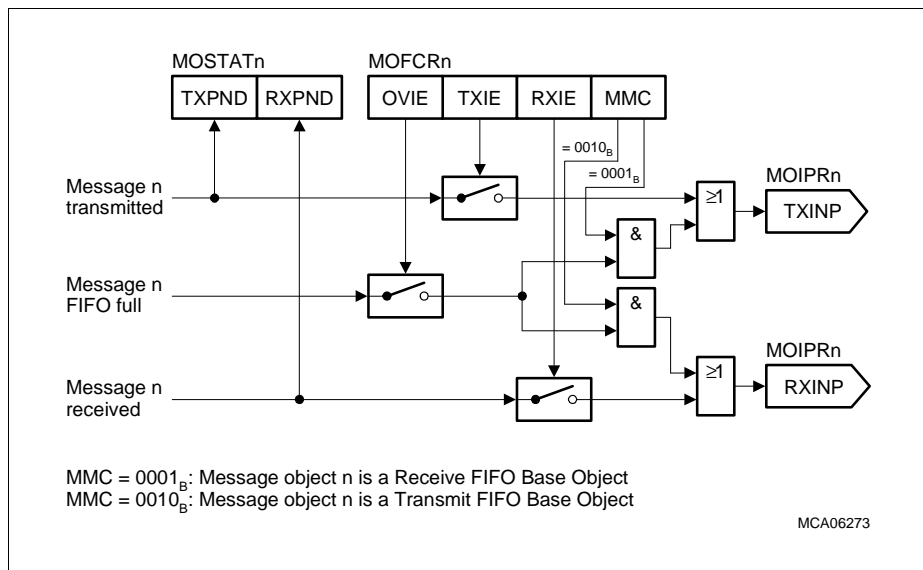 MOSTATn
MOFCRn
TXPND RXPND
OVIE TXIE RXIE MMC
= 0010B
= 0001B
Message n
transmitted
MOIPRn
≥1
TXINP
&
Message n
FIFO full
&
MOIPRn
≥1
RXINP
Message n
received
MMC = 0001B: Message object n is a Receive FIFO Base Object
MMC = 0010B: Message object n is a Transmit FIFO Base Object
MCA06273